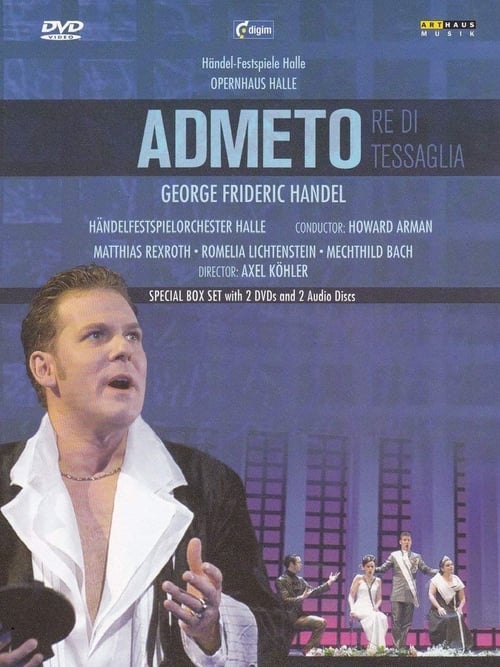 DVD
VIDEO
digim
ARTHAUS
MUSIK
Händel-Festspiele Halle
OPERNHAUS HALLE
ADMETO RE DI
TESSAGLIA
GEORGE FRIDERIC HANDEL
HÄNDELFESTSPIELORCHESTER HALLE CONDUCTOR: HOWARD ARMAN
MATTHIAS REXROTH • ROMELIA LICHTENSTEIN • MECHTHILD BACH
DIRECTOR: AXEL KÖHLER
SPECIAL BOX SET with 2 DVDs and 2 Audio Discs